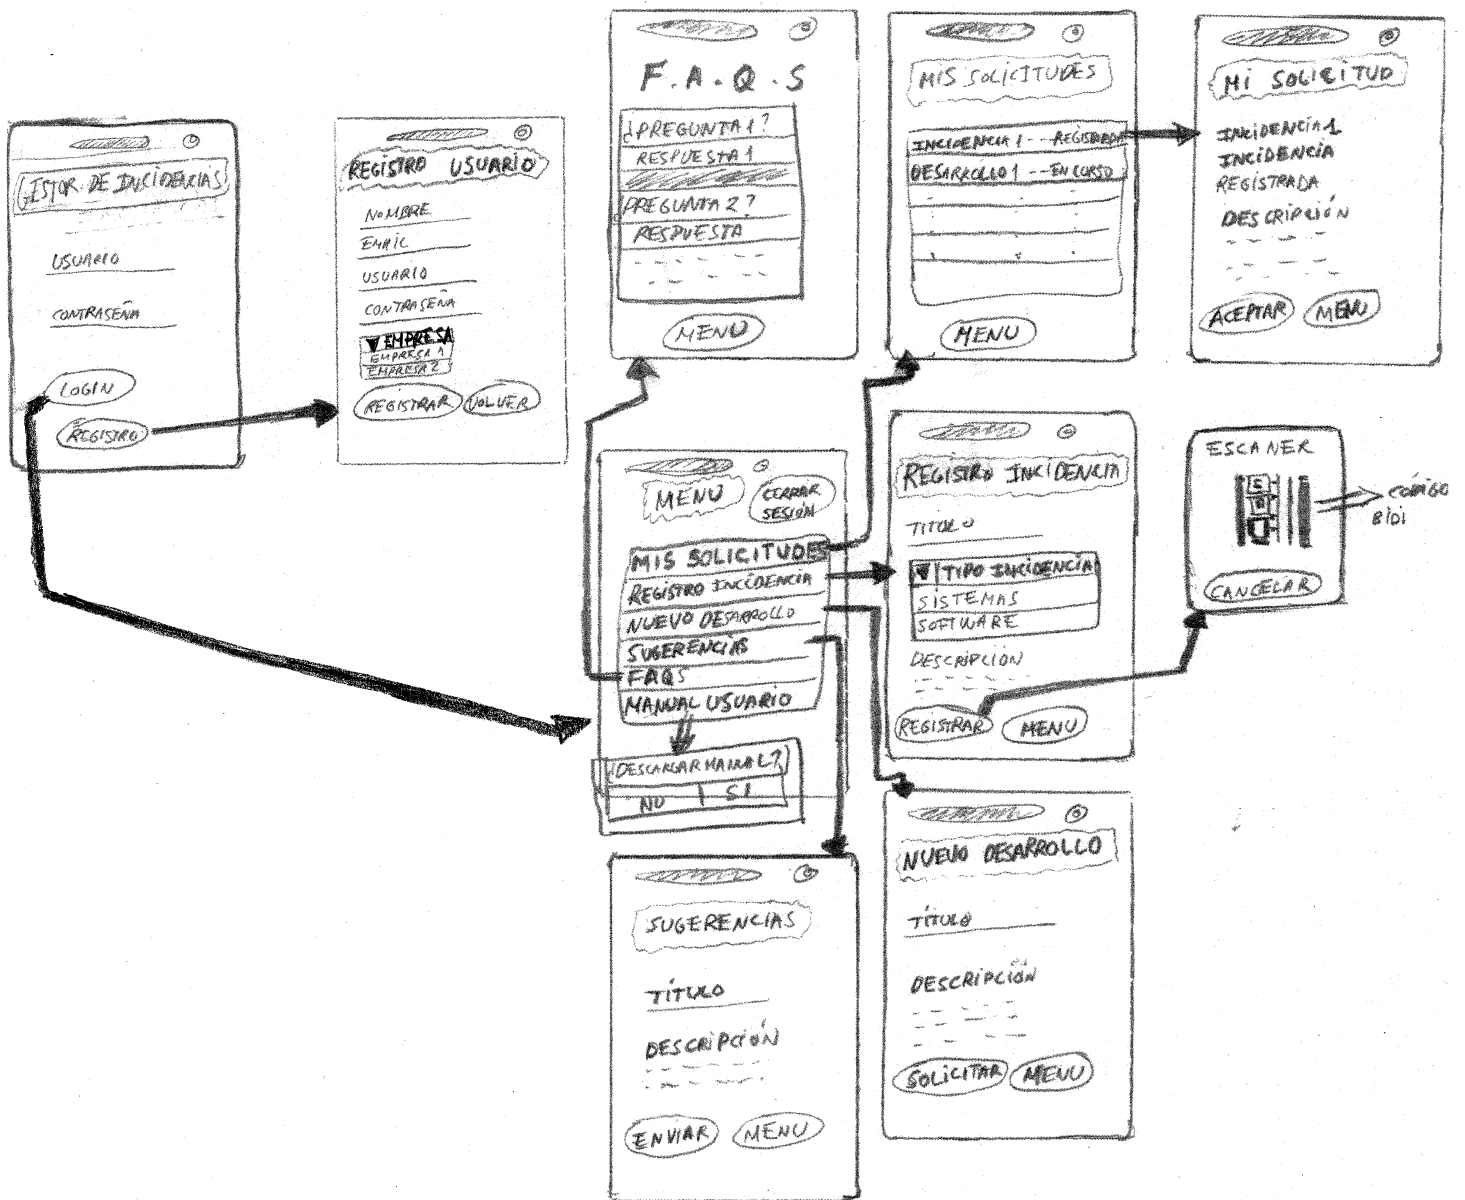 GESTOR DE INCIDENCIAS
USUARIO
CONTRASEÑA
LOGIN
REGISTRO
REGISTRO USUARIO
NOMBRE
EMAIL
USUARIO
CONTRASEÑA
▼ EMPRESA
EMPRESA 1
EMPRESA 2
REGISTRAR VOLVER
F.A.Q.S
¿PREGUNTA 1?
RESPUESTA 1
¿PREGUNTA 2?
RESPUESTA
MENU
MIS SOLICITUDES
INCIDENCIA 1 -- REGISTRADA
DESARROLLO 1 -- EN CURSO
MENU
MI SOLICITUD
INCIDENCIA 1
INCIDENCIA
REGISTRADA
DESCRIPCIÓN
ACEPTAR MENU
MENU
CERRAR
SESIÓN
MIS SOLICITUDES
REGISTRO INCIDENCIA
NUEVO DESARROLLO
SUGERENCIAS
FAQS
MANUAL USUARIO
¿DESCARGAR MANUAL?
NO | SI
REGISTRO INCIDENCIA
TITULO
▼ TIPO INCIDENCIA
SISTEMAS
SOFTWARE
DESCRIPCIÓN
REGISTRAR MENU
ESCANER
CÓDIGO
BIDI
CANCELAR
SUGERENCIAS
TÍTULO
DESCRIPCIÓN
ENVIAR MENU
NUEVO DESARROLLO
TÍTULO
DESCRIPCIÓN
SOLICITAR MENU